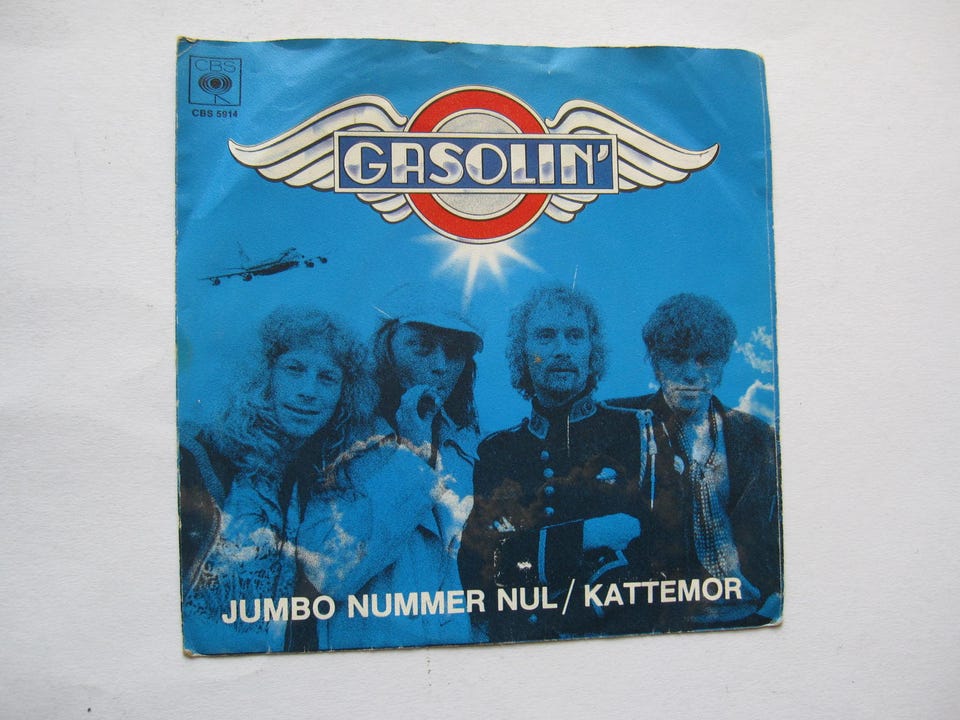 CBS
CBS 5914
GASOLIN'
JUMBO NUMMER NUL / KATTEMOR